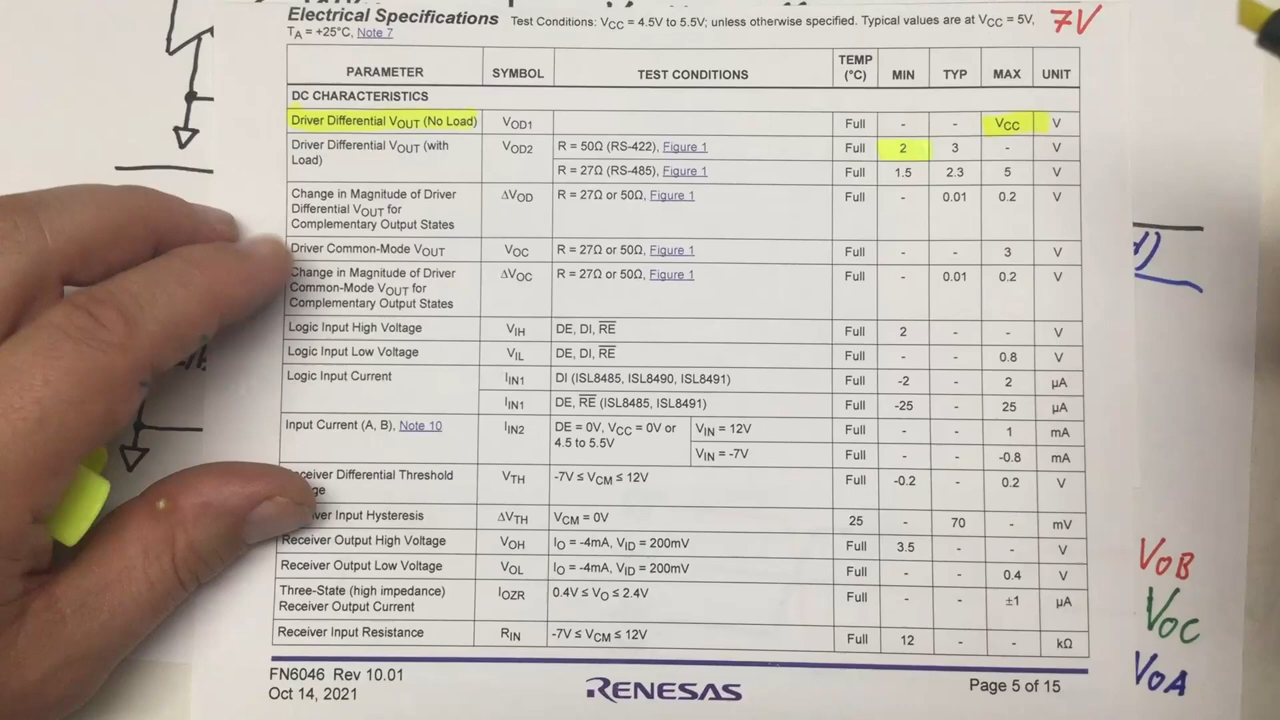 Electrical Specifications Test Conditions: VCC = 4.5V to 5.5V; unless otherwise specified. Typical values are at VCC = 5V,
TA = +25°C, Note 7
7V
PARAMETER SYMBOL TEST CONDITIONS TEMP (°C) MIN TYP MAX UNIT
DC CHARACTERISTICS
Driver Differential VOUT (No Load) VOD1 Full - - VCC V
Driver Differential VOUT (with Load) VOD2 R = 50Ω (RS-422), Figure 1 Full 2 3 - V
R = 27Ω (RS-485), Figure 1 Full 1.5 2.3 5 V
Change in Magnitude of Driver Differential VOUT for Complementary Output States ΔVOD R = 27Ω or 50Ω, Figure 1 Full - 0.01 0.2 V
Driver Common-Mode VOUT VOC R = 27Ω or 50Ω, Figure 1 Full - - 3 V
Change in Magnitude of Driver Common-Mode VOUT for Complementary Output States ΔVOC R = 27Ω or 50Ω, Figure 1 Full - 0.01 0.2 V
Logic Input High Voltage VIH DE, DI, R̅E̅ Full 2 - - V
Logic Input Low Voltage VIL DE, DI, R̅E̅ Full - - 0.8 V
Logic Input Current IIN1 DI (ISL8485, ISL8490, ISL8491) Full -2 - 2 µA
IIN1 DE, R̅E̅ (ISL8485, ISL8491) Full -25 - 25 µA
Input Current (A, B), Note 10 IIN2 DE = 0V, VCC = 0V or 4.5 to 5.5V VIN = 12V Full - - 1 mA
VIN = -7V Full - - -0.8 mA
Differential Threshold VTH -7V ≤ VCM ≤ 12V Full -0.2 - 0.2 V
Input Hysteresis ΔVTH VCM = 0V 25 - 70 - mV
Receiver Output High Voltage VOH IO = -4mA, VID = 200mV Full 3.5 - - V
Receiver Output Low Voltage VOL IO = -4mA, VID = 200mV Full - - 0.4 V
Three-State (high impedance) Receiver Output Current IOZR 0.4V ≤ VO ≤ 2.4V Full - - ±1 µA
Receiver Input Resistance RIN -7V ≤ VCM ≤ 12V Full 12 - - kΩ
FN6046 Rev 10.01
Oct 14, 2021
RENESAS
Page 5 of 15
VOB
VOC
VOA